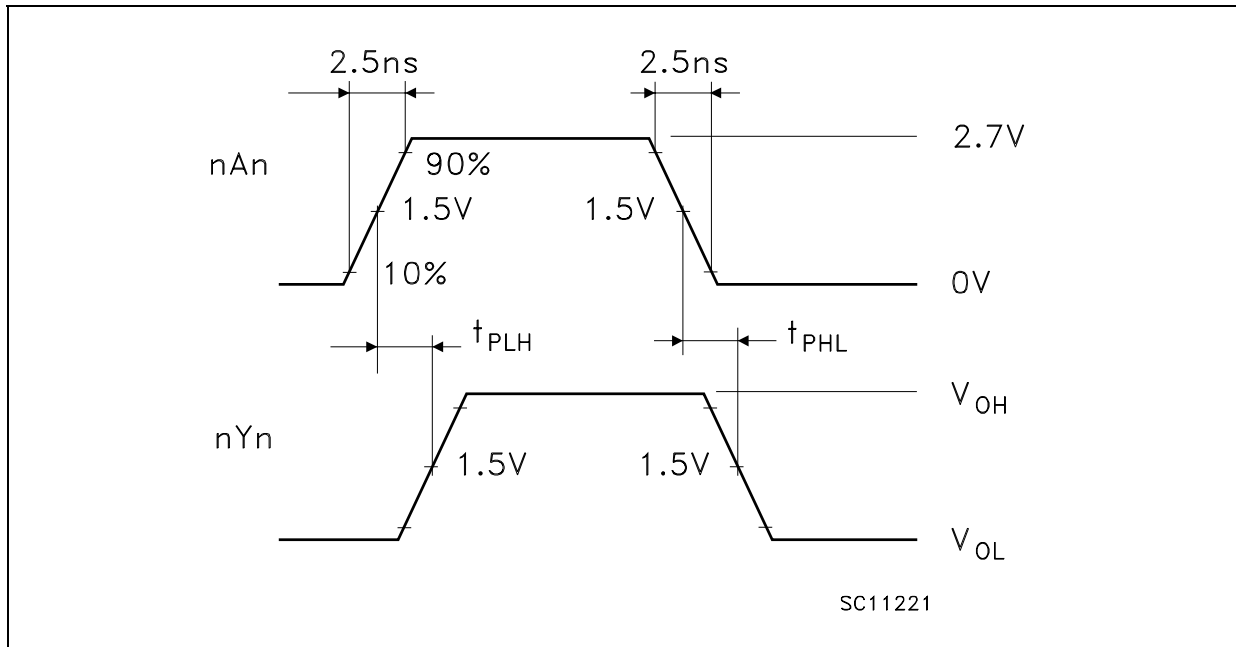 2.5ns 2.5ns
2.7V
nAn 90%
1.5V 1.5V
10% 0V
tPLH tPHL
VOH
nYn
1.5V 1.5V
VOL
SC11221